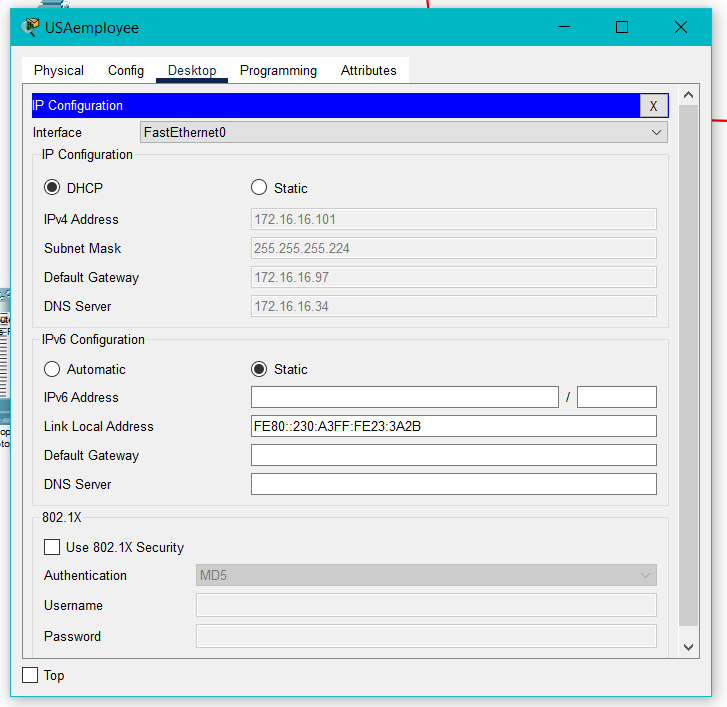 USAemployee
Physical Config Desktop Programming Attributes
IP Configuration X
Interface FastEthernet0
IP Configuration
DHCP Static
IPv4 Address 172.16.16.101
Subnet Mask 255.255.255.224
Default Gateway 172.16.16.97
DNS Server 172.16.16.34
IPv6 Configuration
Automatic Static
IPv6 Address /
Link Local Address FE80::230:A3FF:FE23:3A2B
Default Gateway
DNS Server
802.1X
Use 802.1X Security
Authentication MD5
Username
Password
Top